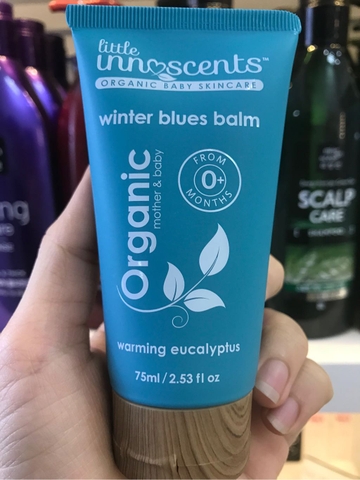 little
innoscents™
ORGANIC BABY SKINCARE
winter blues balm
Organic
mother & baby
FROM
0+
MONTHS
warming eucalyptus
75ml/2.53 fl oz
SCALP
CARE